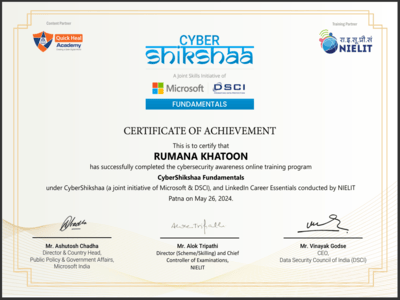 Content Partner
Training Partner
Quick Heal
Academy
CYBER
shikshaa
रा.इ.सू.प्रौ.सं
NIELIT
A Joint Skills Initiative of
Microsoft
DSCI
FUNDAMENTALS
CERTIFICATE OF ACHIEVEMENT
This is to certify that
RUMANA KHATOON
has successfully completed the cybersecurity awareness online training program
CyberShikshaa Fundamentals
under CyberShikshaa (a joint initiative of Microsoft & DSCI), and LinkedIn Career Essentials conducted by NIELIT
Patna on May 26, 2024.
Mr. Ashutosh Chadha
Director & Country Head,
Public Policy & Government Affairs,
Microsoft India
Mr. Alok Tripathi
Director (Scheme/Skilling) and Chief
Controller of Examinations,
NIELIT
Mr. Vinayak Godse
CEO,
Data Security Council of India (DSCI)